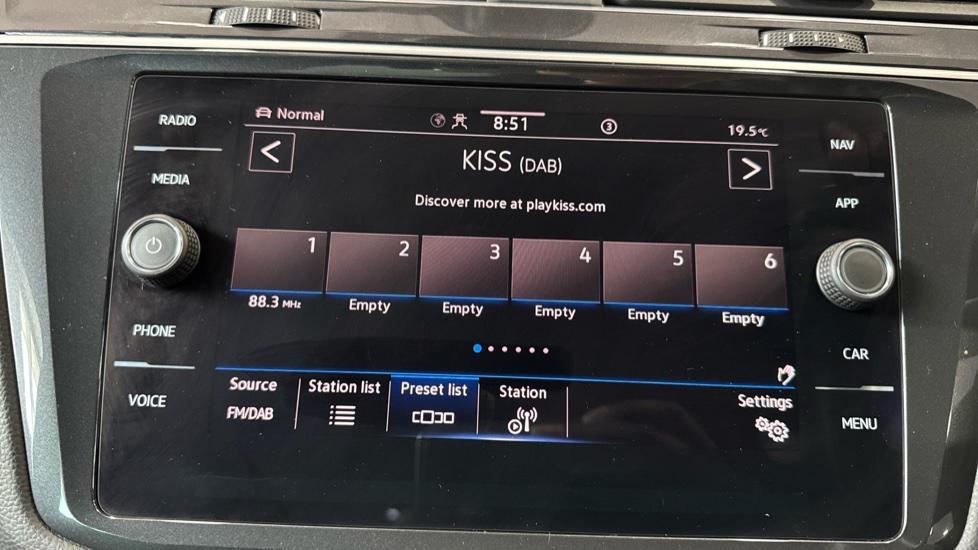 RADIO
MEDIA
PHONE
VOICE
Normal
8:51
3
19.5°C
KISS (DAB)
Discover more at playkiss.com
1 2 3 4 5 6
88.3 MHz Empty Empty Empty Empty Empty
Source Station list Preset list Station Settings
FM/DAB
NAV
APP
CAR
MENU